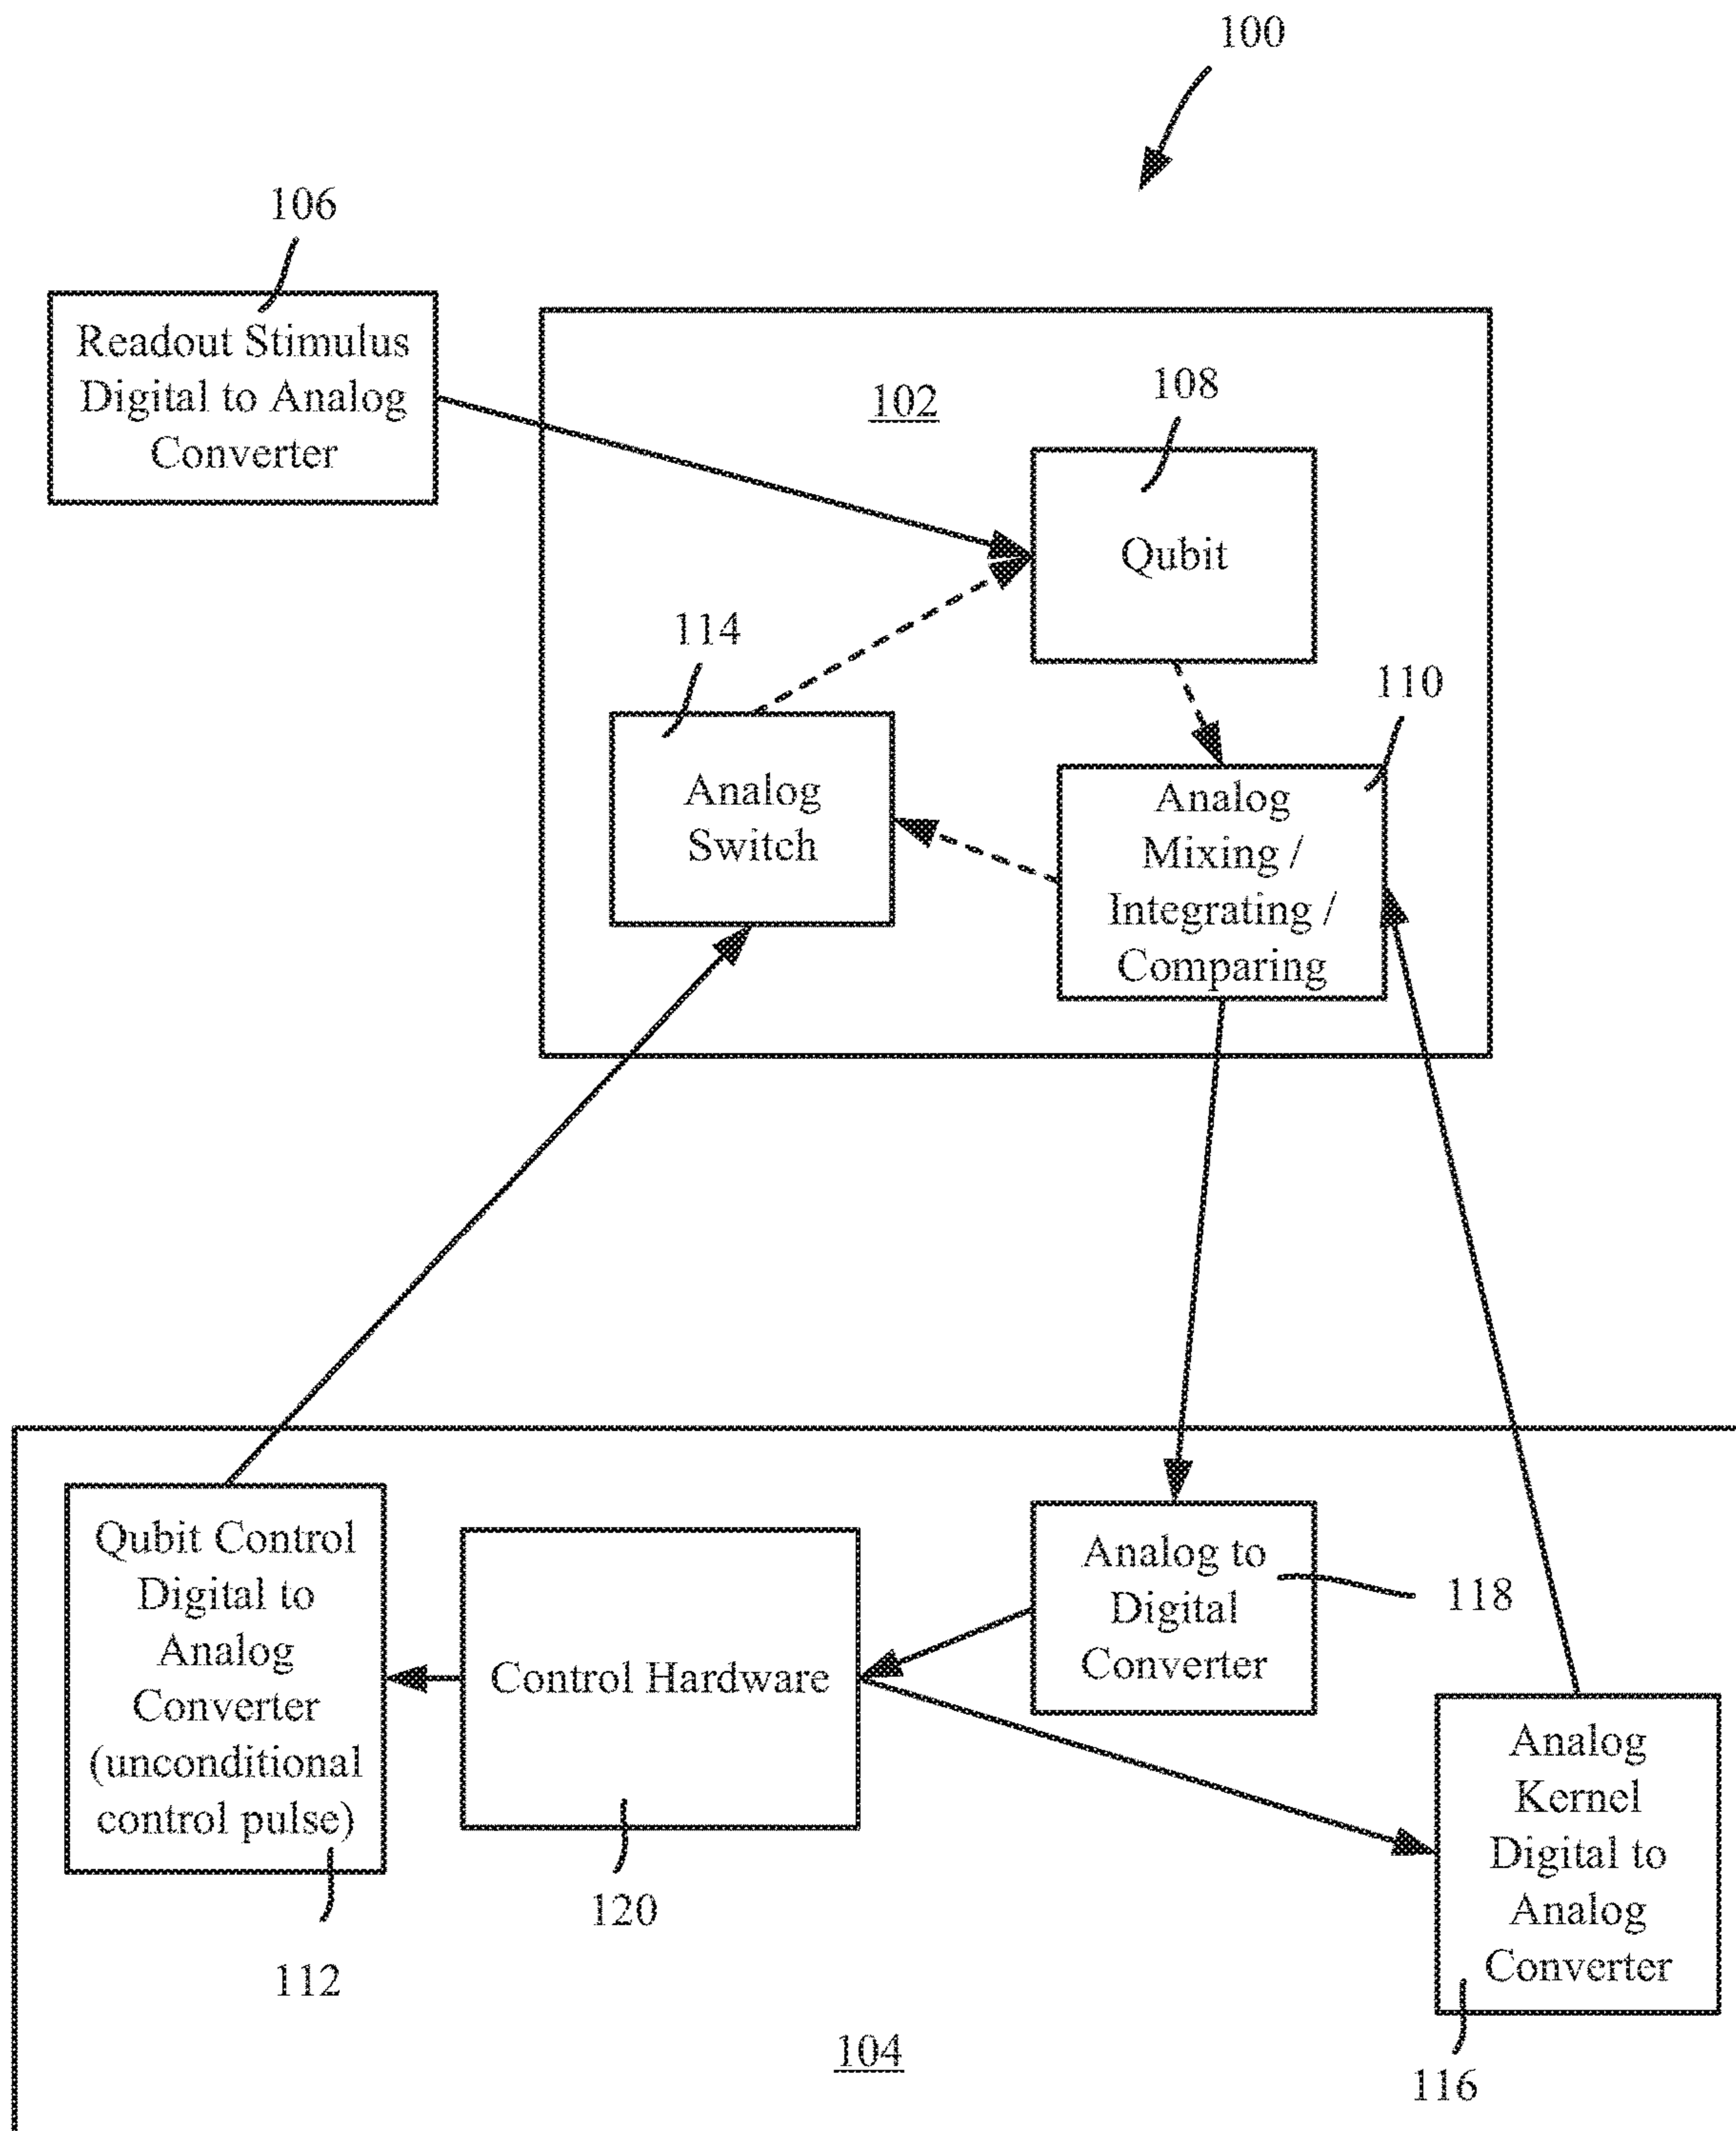 100
106
Readout Stimulus
Digital to Analog
Converter
102
108
Qubit
114
110
Analog
Switch
Analog
Mixing /
Integrating /
Comparing
Qubit Control
Digital to
Analog
Converter
(unconditional
control pulse)
Control Hardware
Analog to
Digital
Converter
118
Analog
Kernel
Digital to
Analog
Converter
120
112
104
116